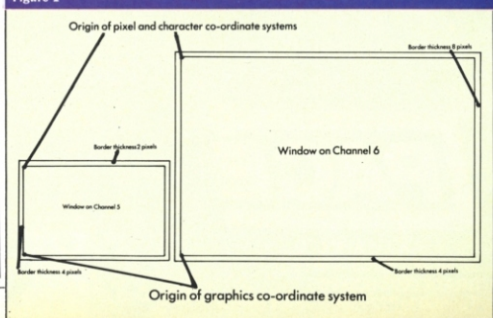 Origin of pixel and character co-ordinate systems
Border thickness 8 pixels
Border thickness 2 pixels
Window on Channel 6
Window on Channel 5
Border thickness 4 pixels
Border thickness 4 pixels
Origin of graphics co-ordinate system